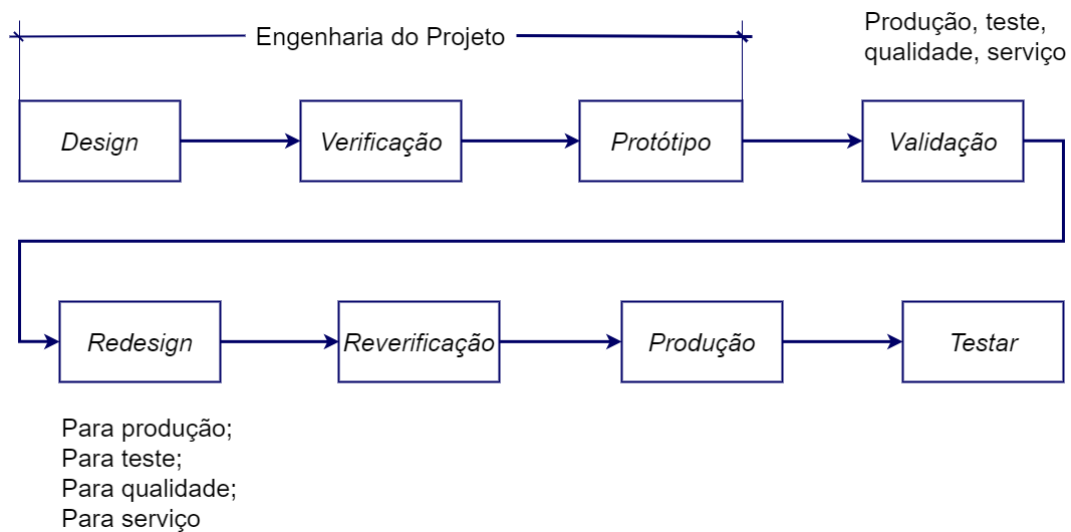 Engenharia do Projeto
Produção, teste,
qualidade, serviço
Design
Verificação
Protótipo
Validação
Redesign
Reverificação
Produção
Testar
Para produção;
Para teste;
Para qualidade;
Para serviço